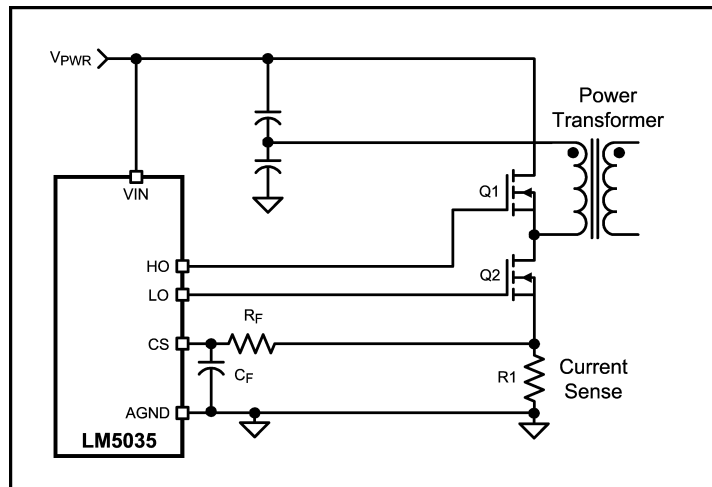 VPWR
Power
Transformer
VIN
Q1
HO
Q2
LO
RF
CS
CF
R1
Current
Sense
AGND
LM5035